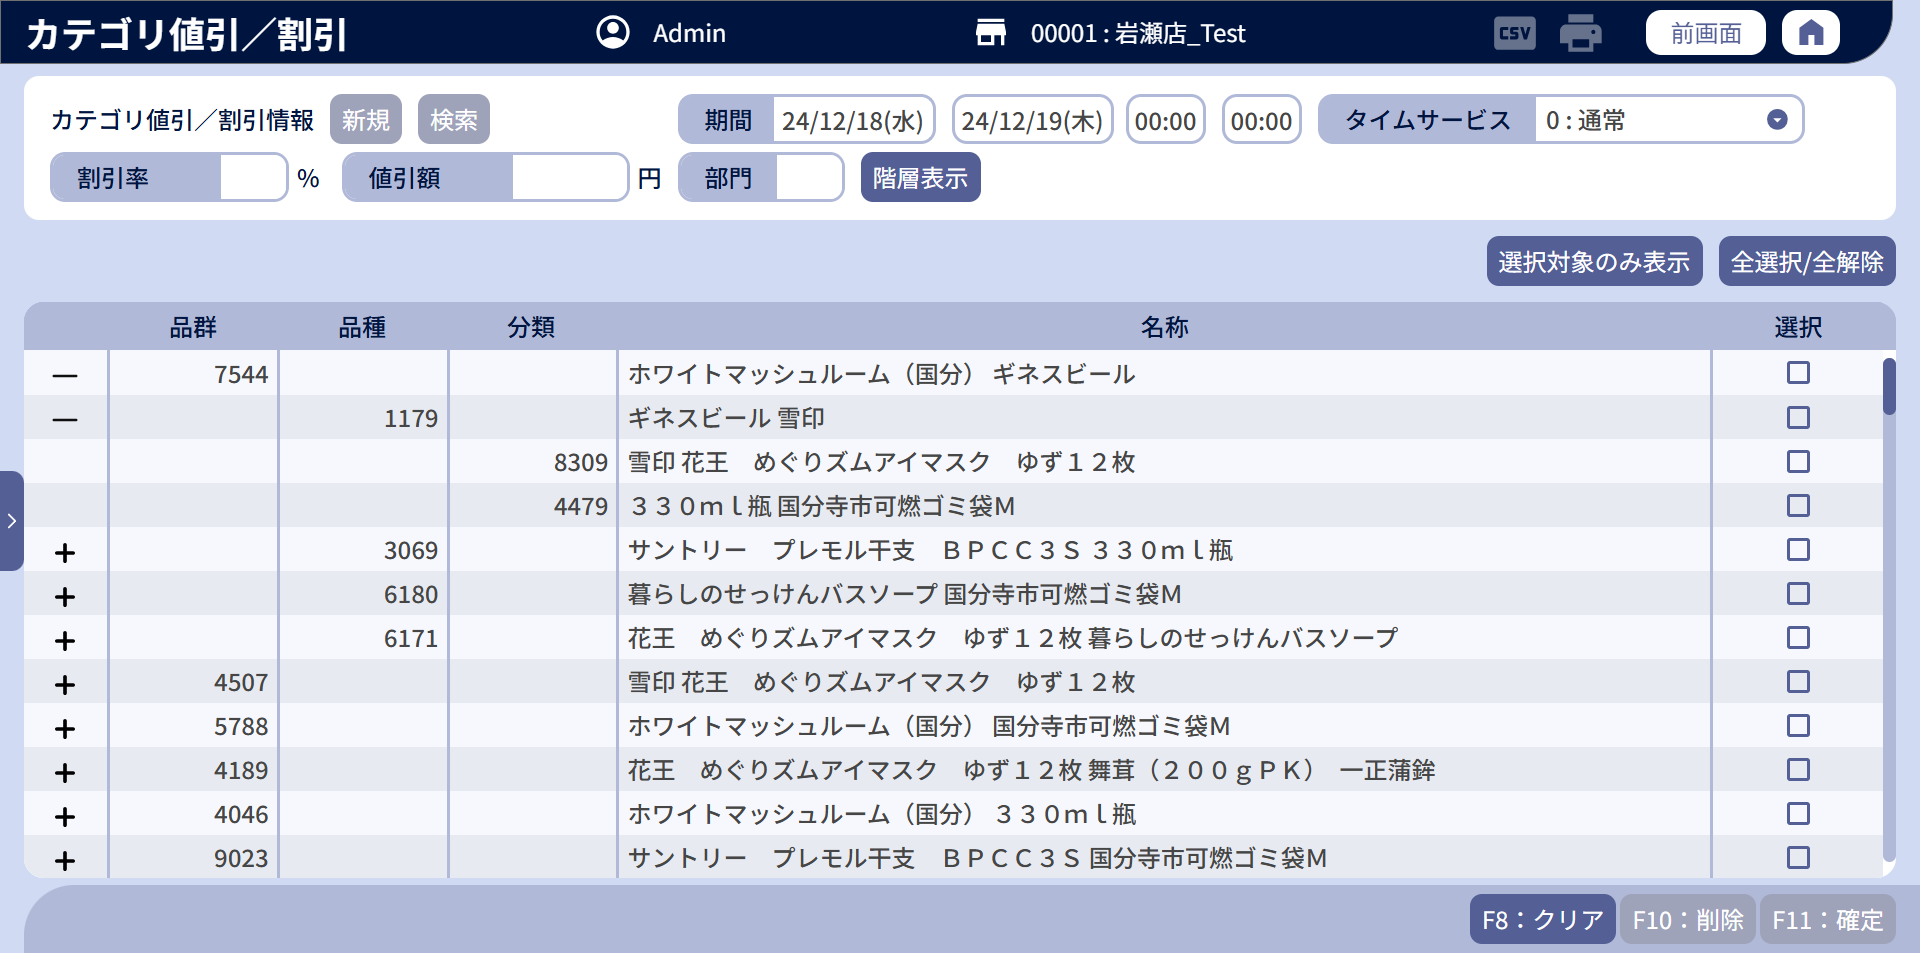 カテゴリ値引／割引 Admin 00001 : 岩瀬店_Test CSV 前画面
カテゴリ値引／割引情報 新規 検索 期間 24/12/18(水) 24/12/19(木) 00:00 00:00 タイムサービス 0 : 通常
割引率 % 値引額 円 部門 階層表示
選択対象のみ表示 全選択/全解除
品群 品種 分類 名称 選択
7544 ホワイトマッシュルーム（国分） ギネスビール
1179 ギネスビール 雪印
8309 雪印 花王　めぐりズムアイマスク　ゆず１２枚
4479 ３３０ｍｌ瓶 国分寺市可燃ゴミ袋Ｍ
3069 サントリー　プレモル干支　ＢＰＣＣ３Ｓ ３３０ｍｌ瓶
6180 暮らしのせっけんバスソープ 国分寺市可燃ゴミ袋Ｍ
6171 花王　めぐりズムアイマスク　ゆず１２枚 暮らしのせっけんバスソープ
4507 雪印 花王　めぐりズムアイマスク　ゆず１２枚
5788 ホワイトマッシュルーム（国分） 国分寺市可燃ゴミ袋Ｍ
4189 花王　めぐりズムアイマスク　ゆず１２枚 舞茸（２００ｇＰＫ）　一正蒲鉾
4046 ホワイトマッシュルーム（国分） ３３０ｍｌ瓶
9023 サントリー　プレモル干支　ＢＰＣＣ３Ｓ 国分寺市可燃ゴミ袋Ｍ
F8：クリア F10：削除 F11：確定